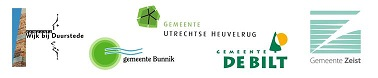 Wijk bij Duurstede
gemeente Bunnik
GEMEENTE
UTRECHTSE HEUVELRUG
GEMEENTE
DE BILT
Gemeente Zeist